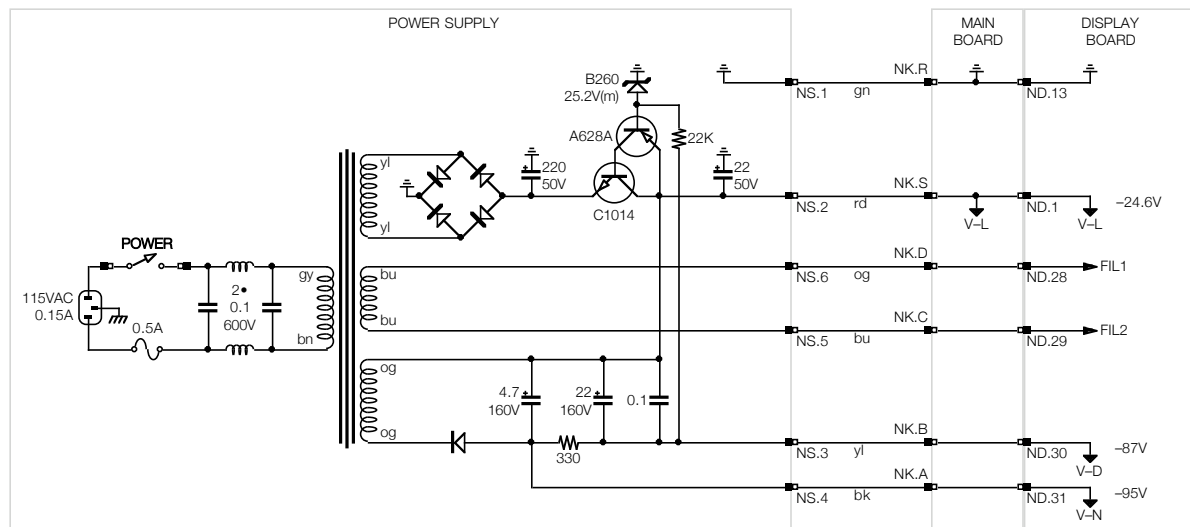 POWER SUPPLY
MAIN
BOARD
DISPLAY
BOARD
B260
25.2V(m)
NK.R
NS.1
gn
ND.13
A628A
22K
yl
220
50V
22
50V
NK.S
C1014
NS.2
rd
ND.1
–24.6V
V–L
V–L
yl
POWER
NK.D
gy
bu
NS.6
og
ND.28
FIL1
115VAC
0.15A
2•
0.1
600V
0.5A
bn
bu
NK.C
NS.5
bu
ND.29
FIL2
og
4.7
160V
22
160V
0.1
og
330
NK.B
NS.3
yl
ND.30
–87V
V–D
NK.A
NS.4
bk
ND.31
–95V
V–N